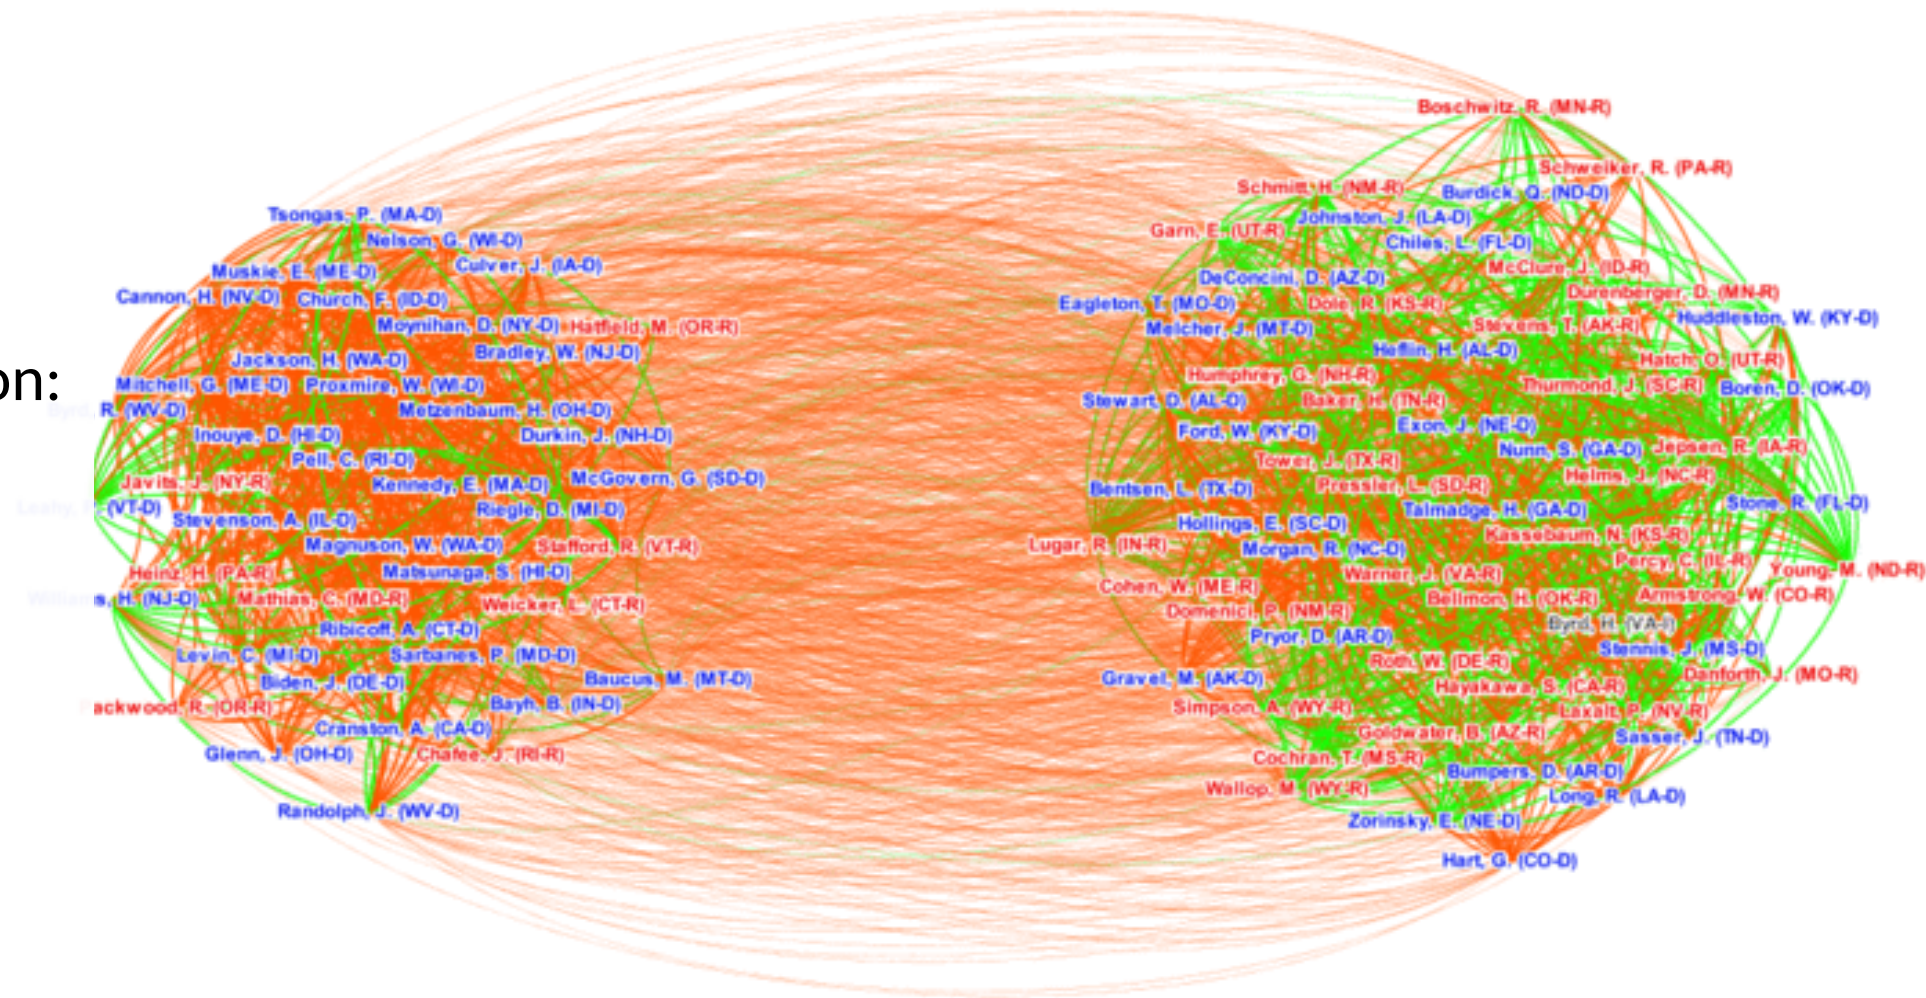 on:
Tsongas, P. (MA-D)
Nelson, G. (WI-D)
Culver, J. (IA-D)
Muskie, E. (ME-D)
Cannon, H. (NV-D)
Church, F. (ID-D)
Moynihan, D. (NY-D)
Hatfield, M. (OR-R)
Bradley, W. (NJ-D)
Jackson, H. (WA-D)
Mitchell, G. (ME-D)
Proxmire, W. (WI-D)
Byrd, R. (WV-D)
Metzenbaum, H. (OH-D)
Inouye, D. (HI-D)
Durkin, J. (NH-D)
Pell, C. (RI-D)
Javits, J. (NY-R)
Kennedy, E. (MA-D)
McGovern, G. (SD-D)
Leahy, (VT-D)
Stevenson, A. (IL-D)
Riegle, D. (MI-D)
Magnuson, W. (WA-D)
Stafford, R. (VT-R)
Heinz, H. (PA-R)
Matsunaga, S. (HI-D)
Williams, H. (NJ-D)
Mathias, C. (MD-R)
Weicker, L. (CT-R)
Ribicoff, A. (CT-D)
Levin, C. (MI-D)
Sarbanes, P. (MD-D)
Biden, J. (DE-D)
Baucus, M. (MT-D)
ackwood, R. (OR-R)
Bayh, B. (IN-D)
Cranston, A. (CA-D)
Glenn, J. (OH-D)
Chafee, J. (RI-R)
Randolph, J. (WV-D)
Boschwitz, R. (MN-R)
Schweiker, R. (PA-R)
Schmitt, H. (NM-R)
Burdick, Q. (ND-D)
Johnston, J. (LA-D)
Garn, E. (UT-R)
Chiles, L. (FL-D)
DeConcini, D. (AZ-D)
McClure, J. (ID-R)
Eagleton, T. (MO-D)
Dole, R. (KS-R)
Durenberger, D. (MN-R)
Melcher, J. (MT-D)
Stevens, T. (AK-R)
Huddleston, W. (KY-D)
Heflin, H. (AL-D)
Hatch, O. (UT-R)
Humphrey, G. (NH-R)
Thurmond, J. (SC-R)
Boren, D. (OK-D)
Stewart, D. (AL-D)
Baker, H. (TN-R)
Ford, W. (KY-D)
Exon, J. (NE-D)
Nunn, S. (GA-D)
Jepsen, R. (IA-R)
Tower, J. (TX-R)
Helms, J. (NC-R)
Bentsen, L. (TX-D)
Pressler, L. (SD-R)
Stone, R. (FL-D)
Hollings, E. (SC-D)
Talmadge, H. (GA-D)
Lugar, R. (IN-R)
Morgan, R. (NC-D)
Kassebaum, N. (KS-R)
Percy, C. (IL-R)
Young, M. (ND-R)
Cohen, W. (ME-R)
Warner, J. (VA-R)
Bellmon, H. (OK-R)
Armstrong, W. (CO-R)
Domenici, P. (NM-R)
Byrd, H. (VA-I)
Pryor, D. (AR-D)
Stennis, J. (MS-D)
Roth, W. (DE-R)
Danforth, J. (MO-R)
Gravel, M. (AK-D)
Hayakawa, S. (CA-R)
Simpson, A. (WY-R)
Laxalt, P. (NV-R)
Goldwater, B. (AZ-R)
Sasser, J. (TN-D)
Cochran, T. (MS-R)
Bumpers, D. (AR-D)
Wallop, M. (WY-R)
Long, R. (LA-D)
Zorinsky, E. (NE-D)
Hart, G. (CO-D)